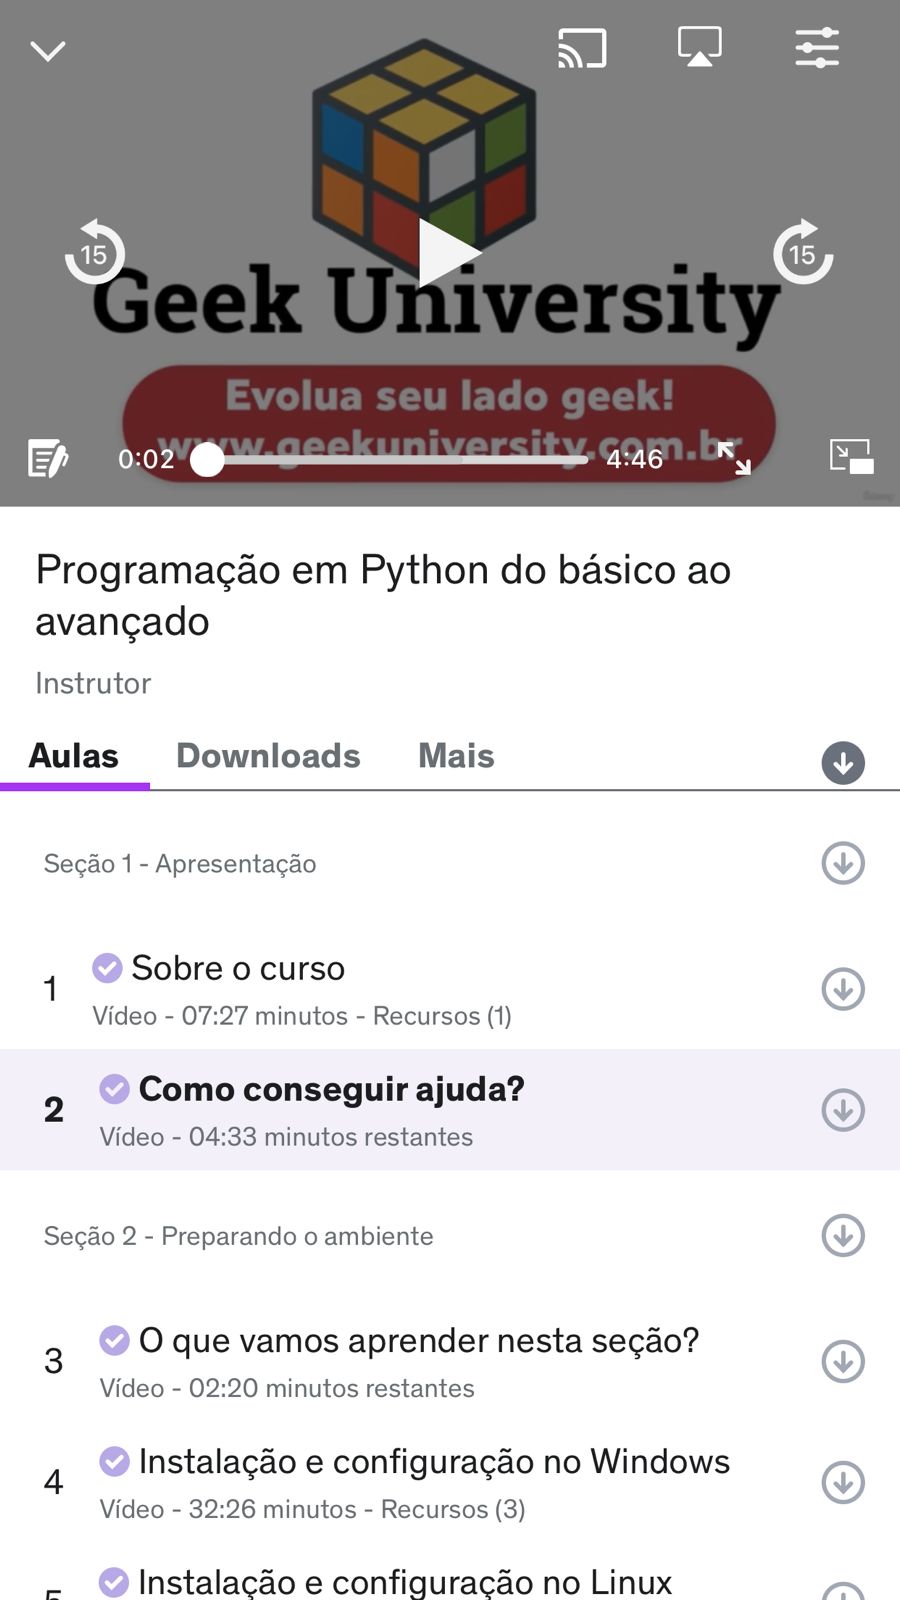 15
15
Geek University
Evolua seu lado geek!
www.geekuniversity.com.br
0:02
4:46
Programação em Python do básico ao
avançado
Instrutor
Aulas
Downloads
Mais
Seção 1 - Apresentação
1
Sobre o curso
Vídeo - 07:27 minutos - Recursos (1)
2
Como conseguir ajuda?
Vídeo - 04:33 minutos restantes
Seção 2 - Preparando o ambiente
3
O que vamos aprender nesta seção?
Vídeo - 02:20 minutos restantes
4
Instalação e configuração no Windows
Vídeo - 32:26 minutos - Recursos (3)
5
Instalação e configuração no Linux